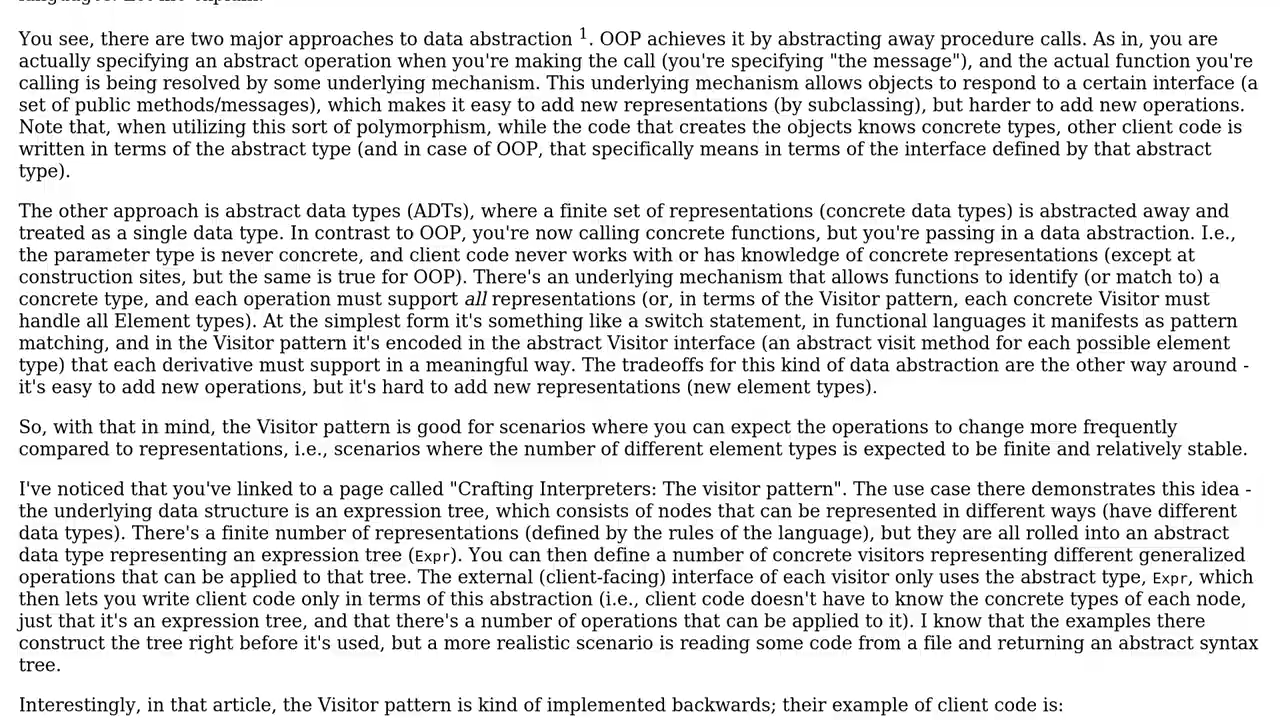 languages. Let me explain.
You see, there are two major approaches to data abstraction 1. OOP achieves it by abstracting away procedure calls. As in, you are
actually specifying an abstract operation when you're making the call (you're specifying "the message"), and the actual function you're
calling is being resolved by some underlying mechanism. This underlying mechanism allows objects to respond to a certain interface (a
set of public methods/messages), which makes it easy to add new representations (by subclassing), but harder to add new operations.
Note that, when utilizing this sort of polymorphism, while the code that creates the objects knows concrete types, other client code is
written in terms of the abstract type (and in case of OOP, that specifically means in terms of the interface defined by that abstract
type).
The other approach is abstract data types (ADTs), where a finite set of representations (concrete data types) is abstracted away and
treated as a single data type. In contrast to OOP, you're now calling concrete functions, but you're passing in a data abstraction. I.e.,
the parameter type is never concrete, and client code never works with or has knowledge of concrete representations (except at
construction sites, but the same is true for OOP). There's an underlying mechanism that allows functions to identify (or match to) a
concrete type, and each operation must support all representations (or, in terms of the Visitor pattern, each concrete Visitor must
handle all Element types). At the simplest form it's something like a switch statement, in functional languages it manifests as pattern
matching, and in the Visitor pattern it's encoded in the abstract Visitor interface (an abstract visit method for each possible element
type) that each derivative must support in a meaningful way. The tradeoffs for this kind of data abstraction are the other way around -
it's easy to add new operations, but it's hard to add new representations (new element types).
So, with that in mind, the Visitor pattern is good for scenarios where you can expect the operations to change more frequently
compared to representations, i.e., scenarios where the number of different element types is expected to be finite and relatively stable.
I've noticed that you've linked to a page called "Crafting Interpreters: The visitor pattern". The use case there demonstrates this idea -
the underlying data structure is an expression tree, which consists of nodes that can be represented in different ways (have different
data types). There's a finite number of representations (defined by the rules of the language), but they are all rolled into an abstract
data type representing an expression tree (Expr). You can then define a number of concrete visitors representing different generalized
operations that can be applied to that tree. The external (client-facing) interface of each visitor only uses the abstract type, Expr, which
then lets you write client code only in terms of this abstraction (i.e., client code doesn't have to know the concrete types of each node,
just that it's an expression tree, and that there's a number of operations that can be applied to it). I know that the examples there
construct the tree right before it's used, but a more realistic scenario is reading some code from a file and returning an abstract syntax
tree.
Interestingly, in that article, the Visitor pattern is kind of implemented backwards; their example of client code is: